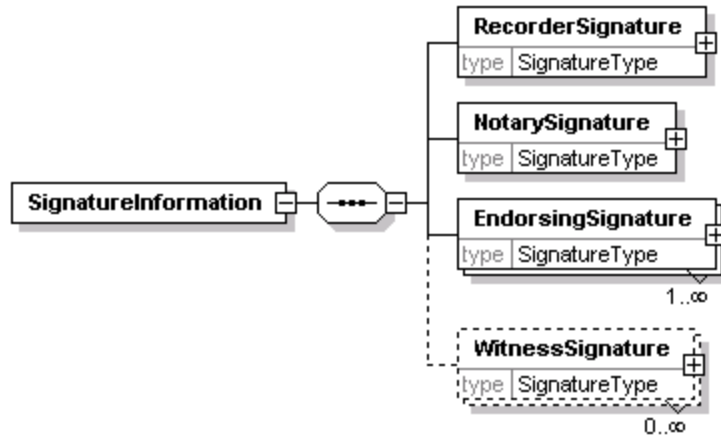 RecorderSignature
type SignatureType
NotarySignature
type SignatureType
SignatureInformation
EndorsingSignature
type SignatureType
1..∞
WitnessSignature
type SignatureType
0..∞